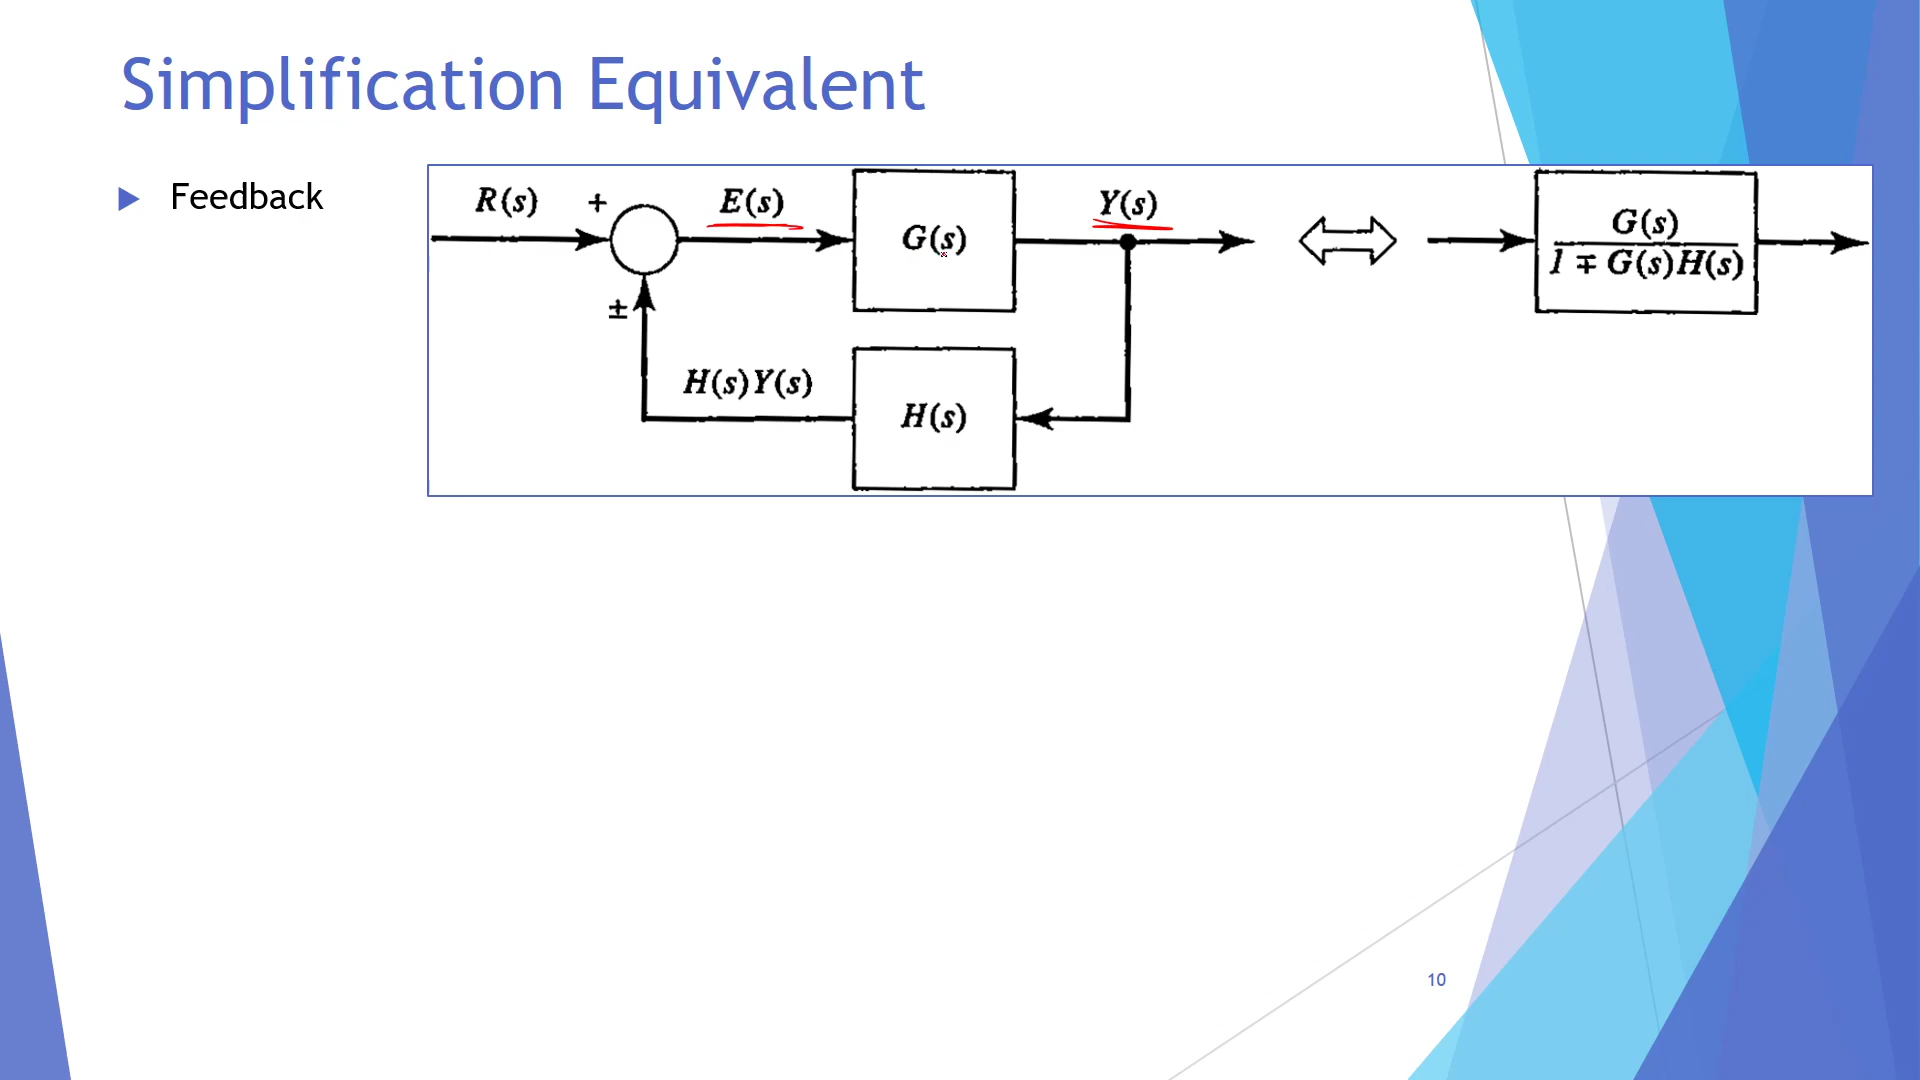 Simplification Equivalent
Feedback
R(s) + E(s) G(s) Y(s)
±
H(s)Y(s) H(s)
G(s)
1 ∓ G(s)H(s)
10